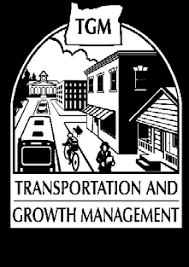 TGM
TRANSPORTATION AND
GROWTH MANAGEMENT